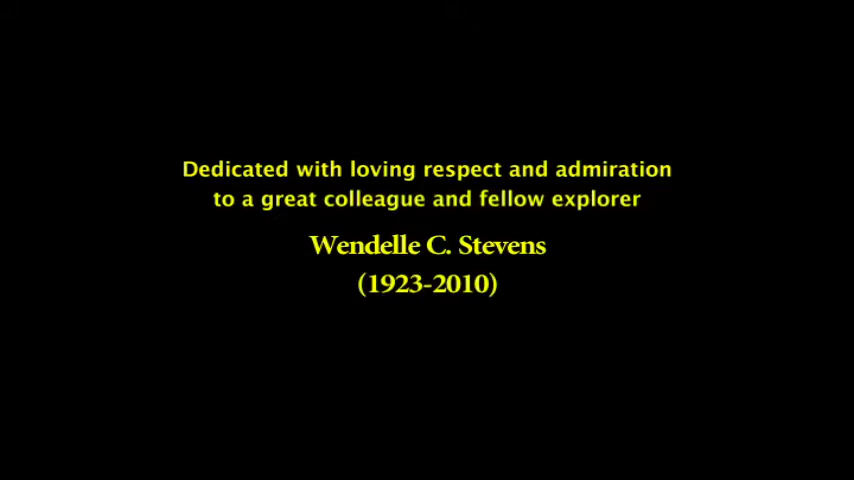 Dedicated with loving respect and admiration
to a great colleague and fellow explorer
Wendelle C. Stevens
(1923-2010)